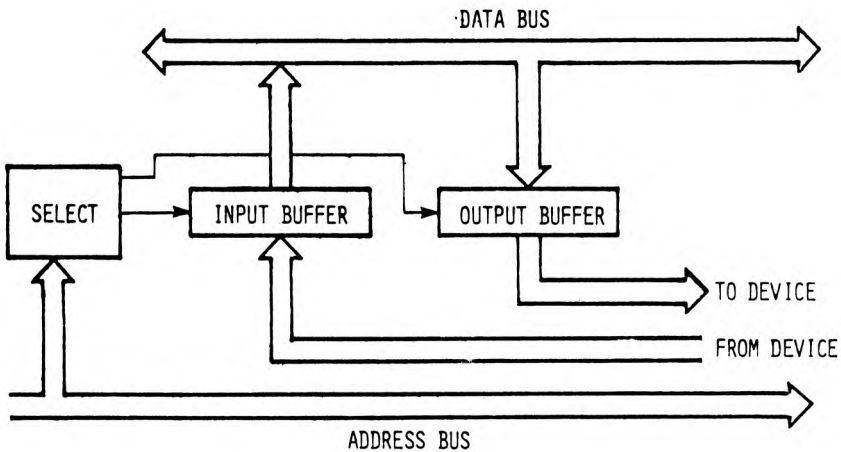 DATA BUS
SELECT
INPUT BUFFER
OUTPUT BUFFER
TO DEVICE
FROM DEVICE
ADDRESS BUS